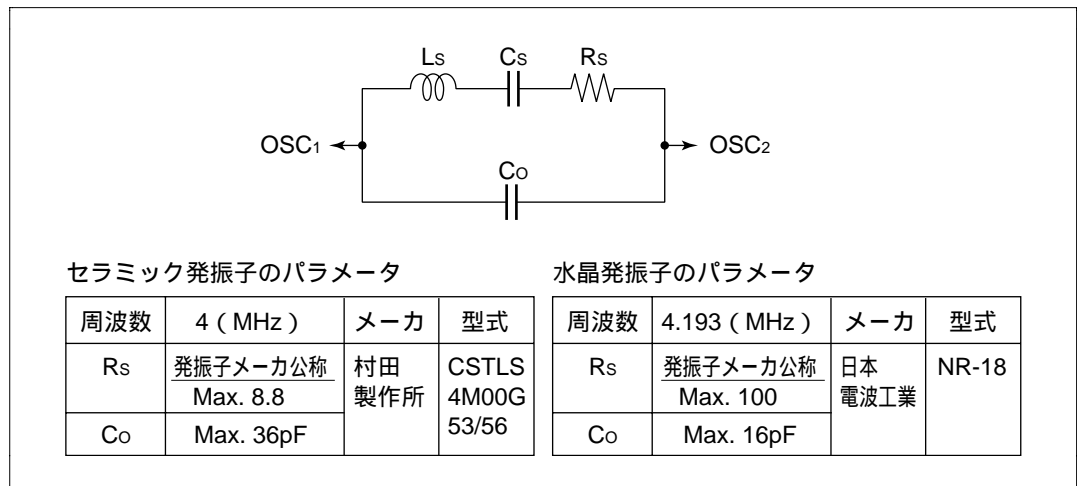 Ls Cs Rs
OSC1 OSC2
Co
セラミック発振子のパラメータ
周波数 4（MHz） メーカ 型式
Rs 発振子メーカ公称 Max. 8.8 村田製作所 CSTLS4M00G53/56
Co Max. 36pF
水晶発振子のパラメータ
周波数 4.193（MHz） メーカ 型式
Rs 発振子メーカ公称 Max. 100 日本電波工業 NR-18
Co Max. 16pF